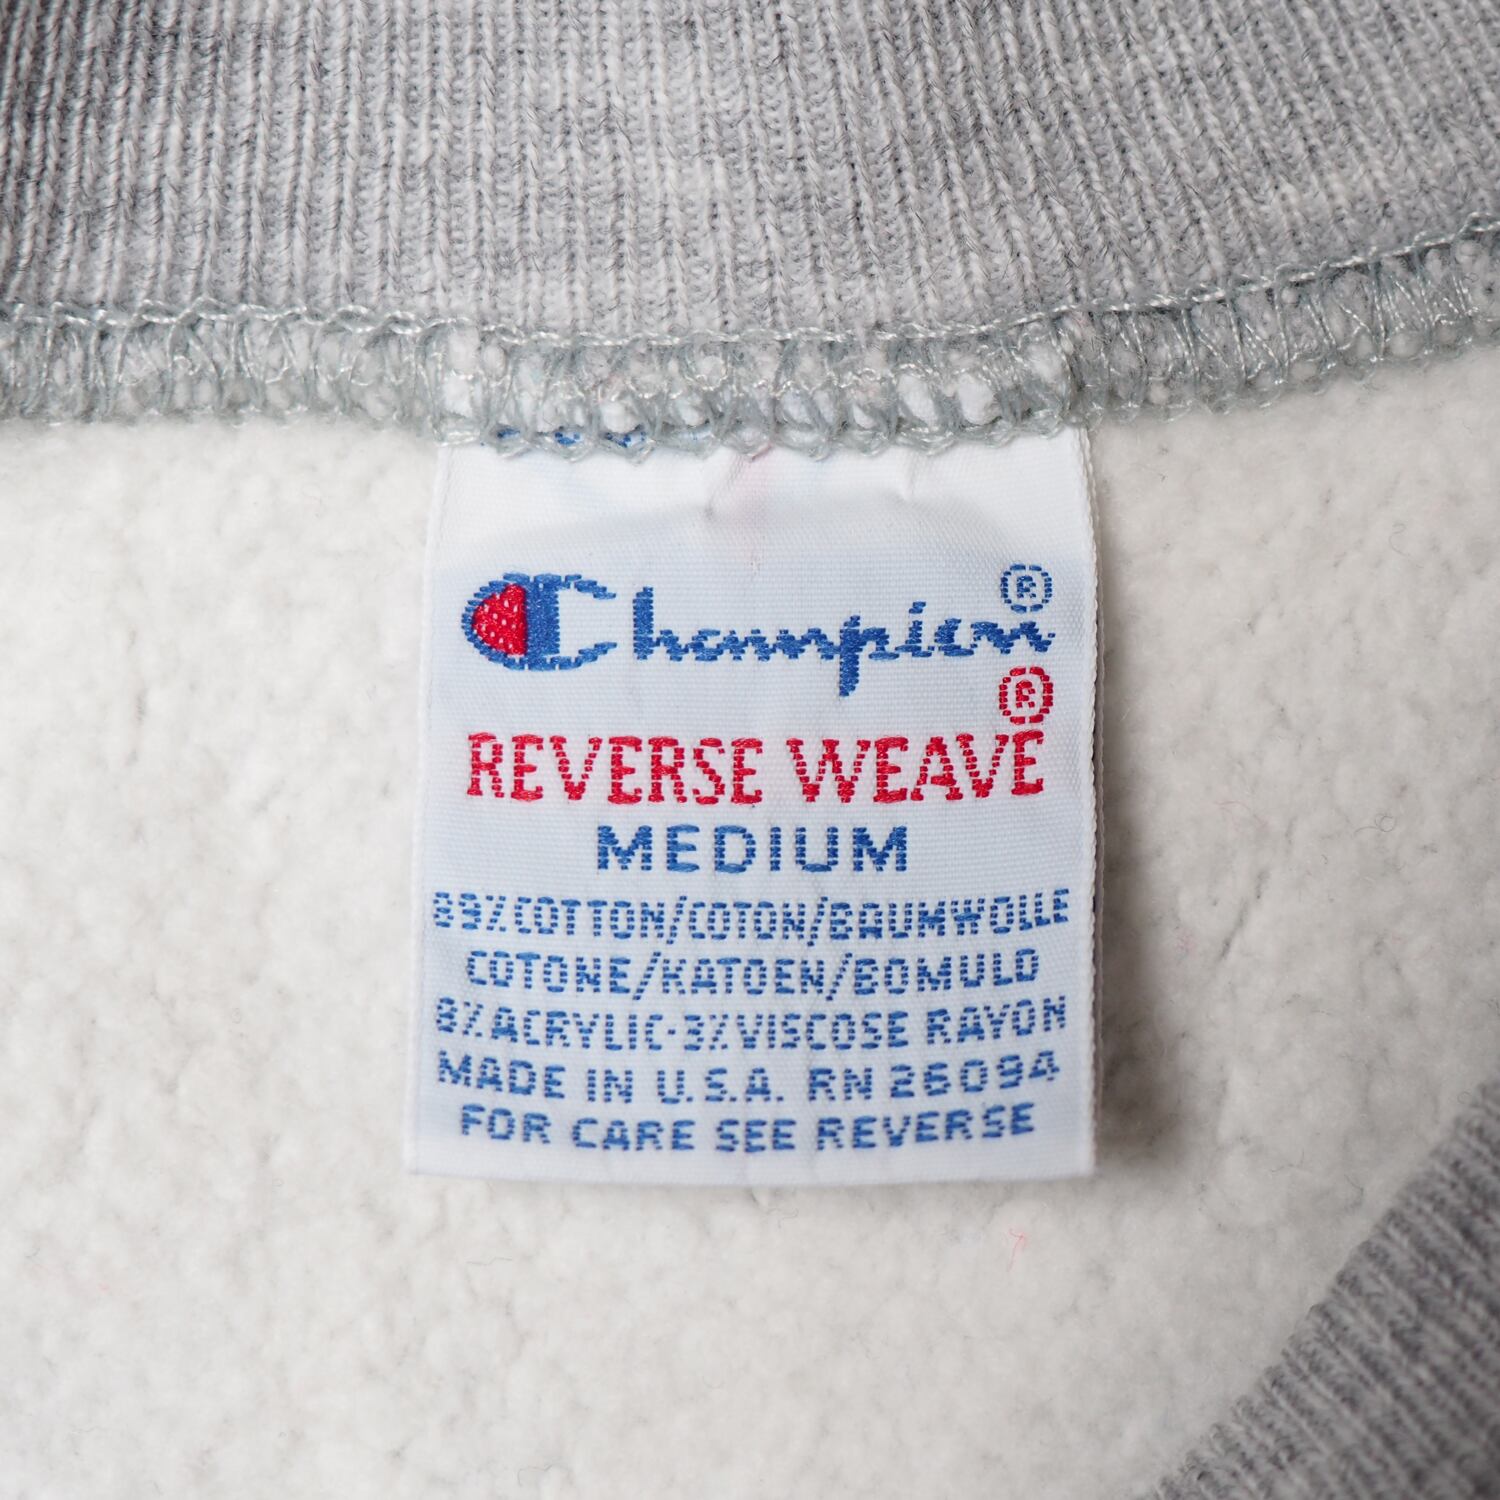 Champion®
®
REVERSE WEAVE
MEDIUM
89%COTTON/COTON/BAUMWOLLE
COTONE/KATOEN/BOMULD
8%ACRYLIC·3%VISCOSE RAYON
MADE IN U.S.A. RN 26094
FOR CARE SEE REVERSE